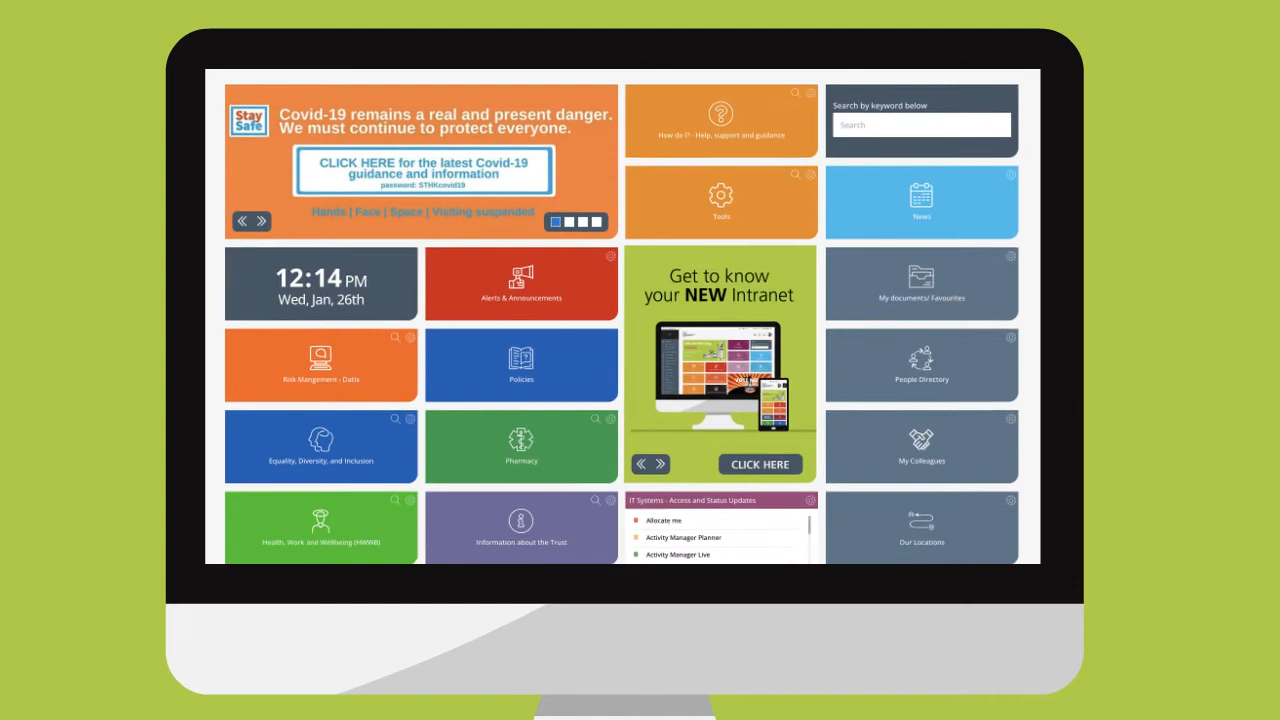 Stay
Safe
Covid-19 remains a real and present danger.
We must continue to protect everyone.
CLICK HERE for the latest Covid-19
guidance and information
password: STHKcovid19
Hands | Face | Space | Visiting suspended
How do I? - Help, support and guidance
Search by keyword below
Search
Tools
News
12:14 PM
Wed, Jan, 26th
Alerts & Announcements
Get to know
your NEW Intranet
My documents/ Favourites
Risk Mangement - Datix
Policies
People Directory
Equality, Diversity, and Inclusion
Pharmacy
CLICK HERE
My Colleagues
Health, Work and Wellbeing (HWWB)
Information about the Trust
IT Systems - Access and Status Updates
Allocate me
Activity Manager Planner
Activity Manager Live
A
B
Our Locations